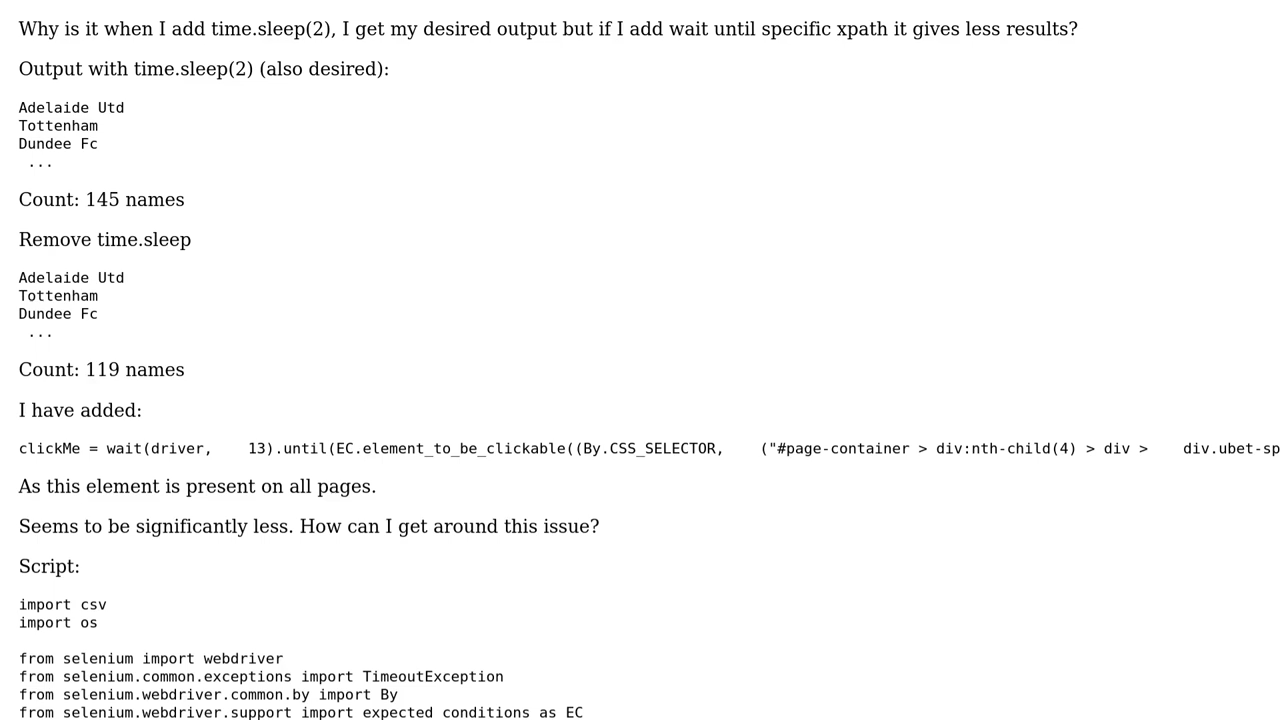 Why is it when I add time.sleep(2), I get my desired output but if I add wait until specific xpath it gives less results?
Output with time.sleep(2) (also desired):
Adelaide Utd
Tottenham
Dundee Fc
 ...
Count: 145 names
Remove time.sleep
Adelaide Utd
Tottenham
Dundee Fc
 ...
Count: 119 names
I have added:
clickMe = wait(driver,    13).until(EC.element_to_be_clickable((By.CSS_SELECTOR,    ("#page-container > div:nth-child(4) > div >    div.ubet-sp
As this element is present on all pages.
Seems to be significantly less. How can I get around this issue?
Script:
import csv
import os
from selenium import webdriver
from selenium.common.exceptions import TimeoutException
from selenium.webdriver.common.by import By
from selenium.webdriver.support import expected_conditions as EC